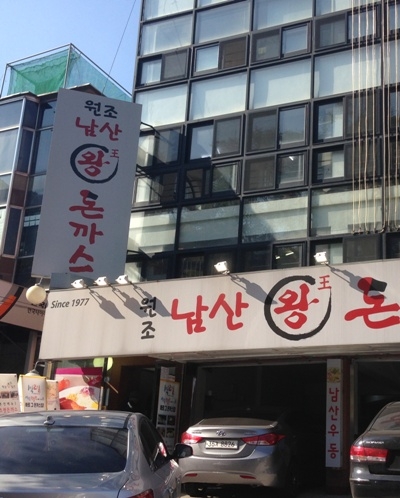 원조
남산
왕王
돈까스
Since 1977
원조 남산 왕王 돈
남산우동